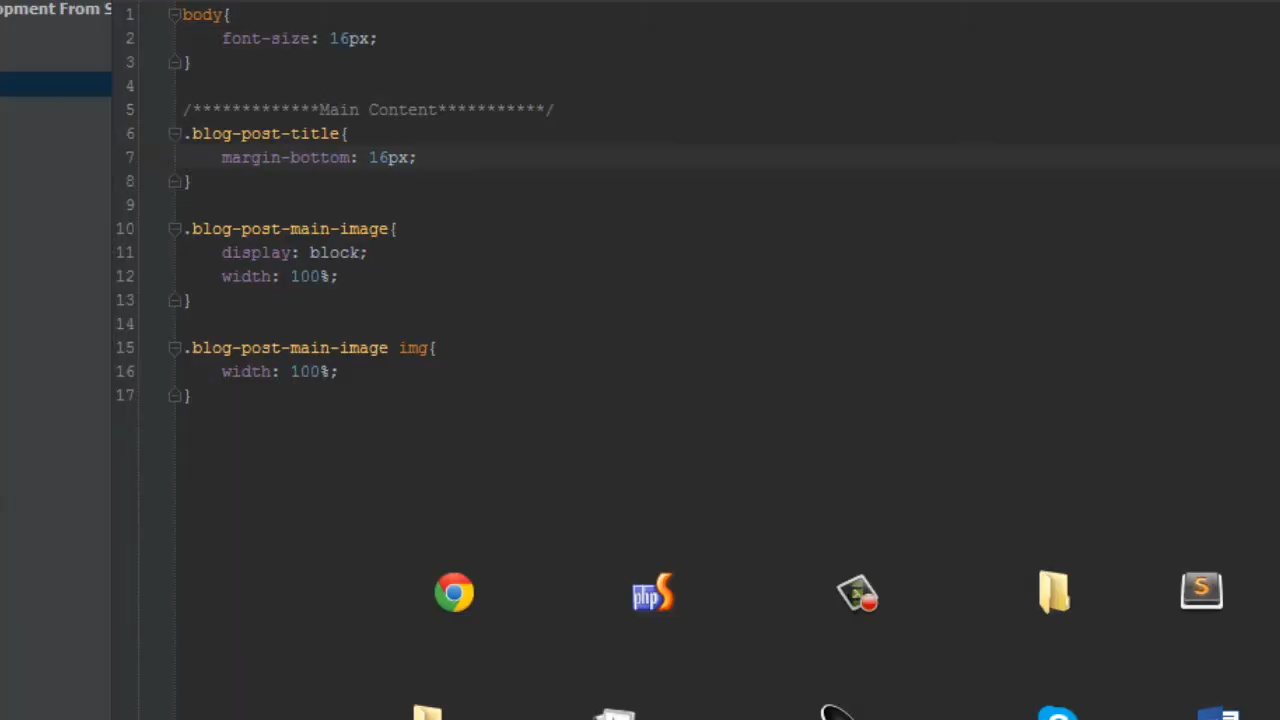 opment From S
1 body{
2 font-size: 16px;
3 }
4
5 /*************Main Content***********/
6 .blog-post-title{
7 margin-bottom: 16px;
8 }
9
10 .blog-post-main-image{
11 display: block;
12 width: 100%;
13 }
14
15 .blog-post-main-image img{
16 width: 100%;
17 }
php S
S